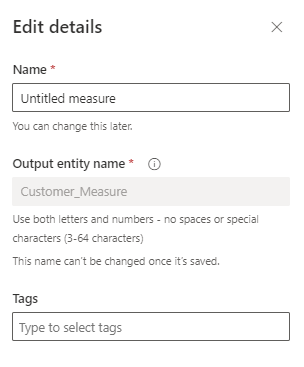 Edit details
Name *
Untitled measure
You can change this later.
Output entity name *
Customer_Measure
Use both letters and numbers - no spaces or special
characters (3-64 characters)
This name can't be changed once it's saved.
Tags
Type to select tags